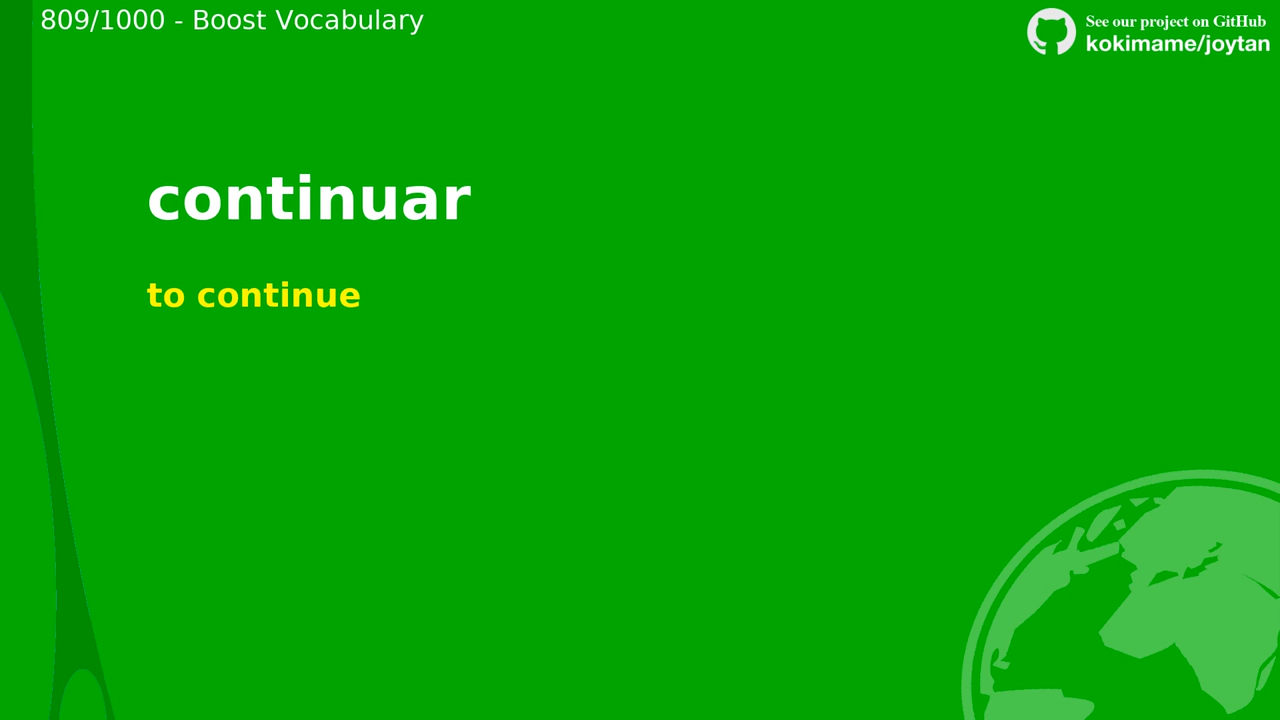 809/1000 - Boost Vocabulary
See our project on GitHub
kokimame/joytan
continuar
to continue